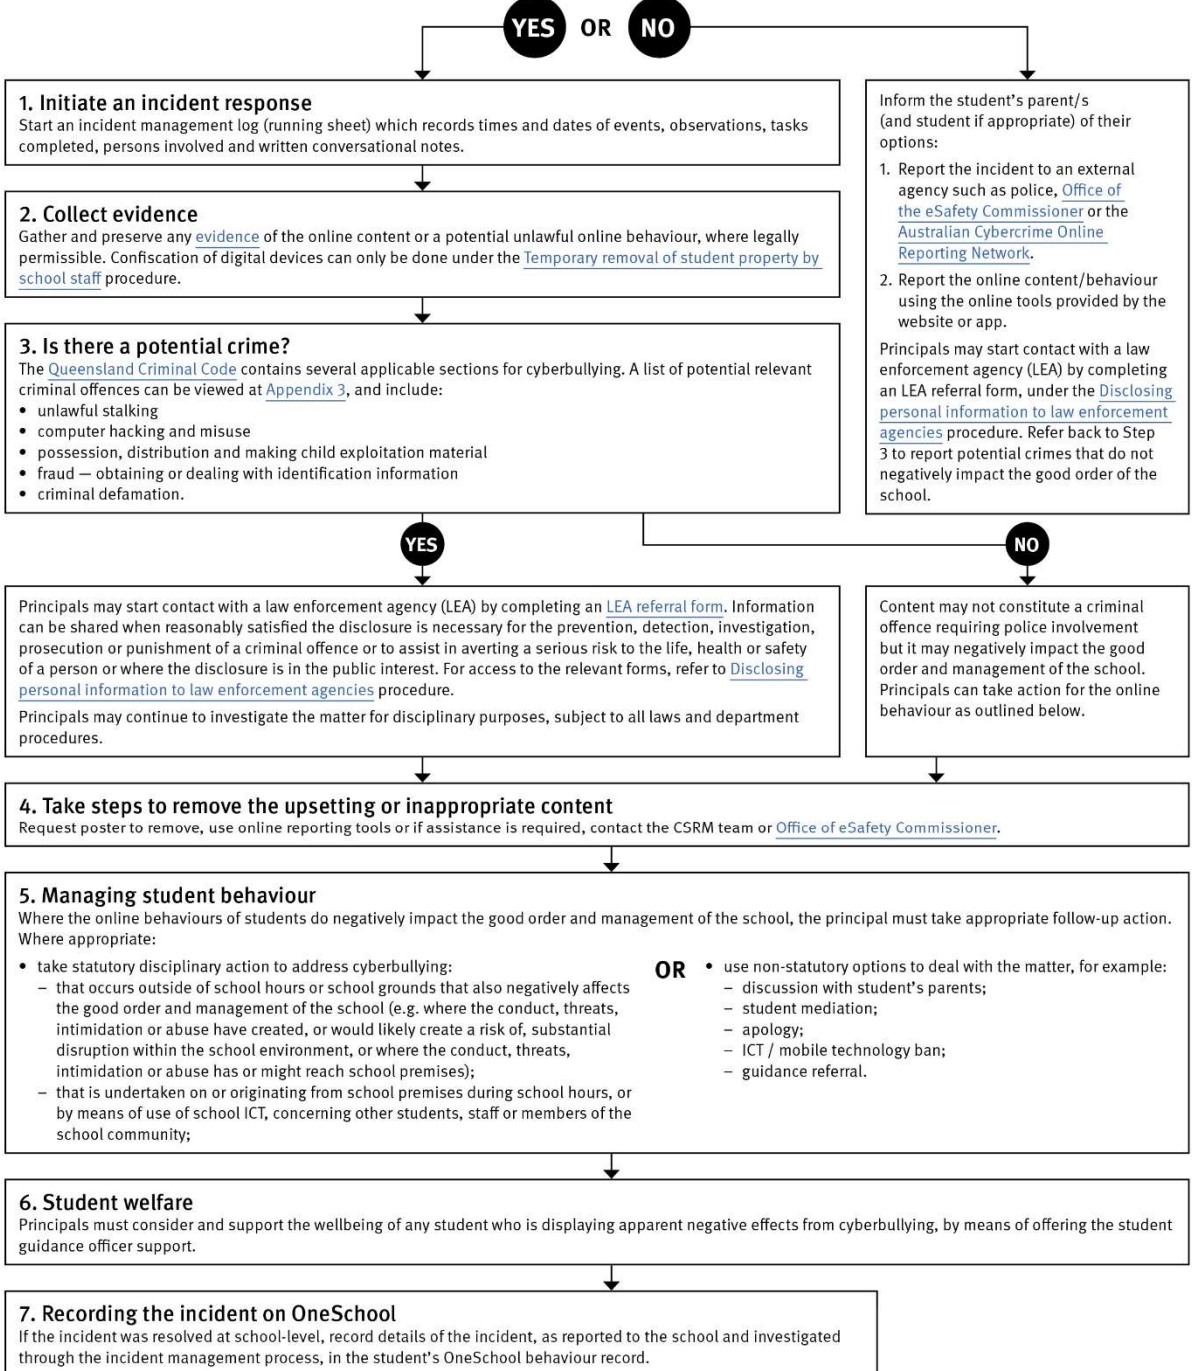 YES OR NO
1. Initiate an incident response
Start an incident management log (running sheet) which records times and dates of events, observations, tasks
completed, persons involved and written conversational notes.
2. Collect evidence
Gather and preserve any evidence of the online content or a potential unlawful online behaviour, where legally
permissible. Confiscation of digital devices can only be done under the Temporary removal of student property by
school staff procedure.
3. Is there a potential crime?
The Queensland Criminal Code contains several applicable sections for cyberbullying. A list of potential relevant
criminal offences can be viewed at Appendix 3, and include:
• unlawful stalking
• computer hacking and misuse
• possession, distribution and making child exploitation material
• fraud — obtaining or dealing with identification information
• criminal defamation.
Inform the student's parent/s
(and student if appropriate) of their
options:
1. Report the incident to an external
agency such as police, Office of
the eSafety Commissioner or the
Australian Cybercrime Online
Reporting Network.
2. Report the online content/behaviour
using the online tools provided by the
website or app.
Principals may start contact with a law
enforcement agency (LEA) by completing
an LEA referral form, under the Disclosing
personal information to law enforcement
agencies procedure. Refer back to Step
3 to report potential crimes that do not
negatively impact the good order of the
school.
YES
NO
Principals may start contact with a law enforcement agency (LEA) by completing an LEA referral form. Information
can be shared when reasonably satisfied the disclosure is necessary for the prevention, detection, investigation,
prosecution or punishment of a criminal offence or to assist in averting a serious risk to the life, health or safety
of a person or where the disclosure is in the public interest. For access to the relevant forms, refer to Disclosing
personal information to law enforcement agencies procedure.
Principals may continue to investigate the matter for disciplinary purposes, subject to all laws and department
procedures.
Content may not constitute a criminal
offence requiring police involvement
but it may negatively impact the good
order and management of the school.
Principals can take action for the online
behaviour as outlined below.
4. Take steps to remove the upsetting or inappropriate content
Request poster to remove, use online reporting tools or if assistance is required, contact the CSRM team or Office of eSafety Commissioner.
5. Managing student behaviour
Where the online behaviours of students do negatively impact the good order and management of the school, the principal must take appropriate follow-up action.
Where appropriate:
• take statutory disciplinary action to address cyberbullying:
– that occurs outside of school hours or school grounds that also negatively affects
the good order and management of the school (e.g. where the conduct, threats,
intimidation or abuse have created, or would likely create a risk of, substantial
disruption within the school environment, or where the conduct, threats,
intimidation or abuse has or might reach school premises);
– that is undertaken on or originating from school premises during school hours, or
by means of use of school ICT, concerning other students, staff or members of the
school community;
OR
• use non-statutory options to deal with the matter, for example:
– discussion with student's parents;
– student mediation;
– apology;
– ICT / mobile technology ban;
– guidance referral.
6. Student welfare
Principals must consider and support the wellbeing of any student who is displaying apparent negative effects from cyberbullying, by means of offering the student
guidance officer support.
7. Recording the incident on OneSchool
If the incident was resolved at school-level, record details of the incident, as reported to the school and investigated
through the incident management process, in the student's OneSchool behaviour record.